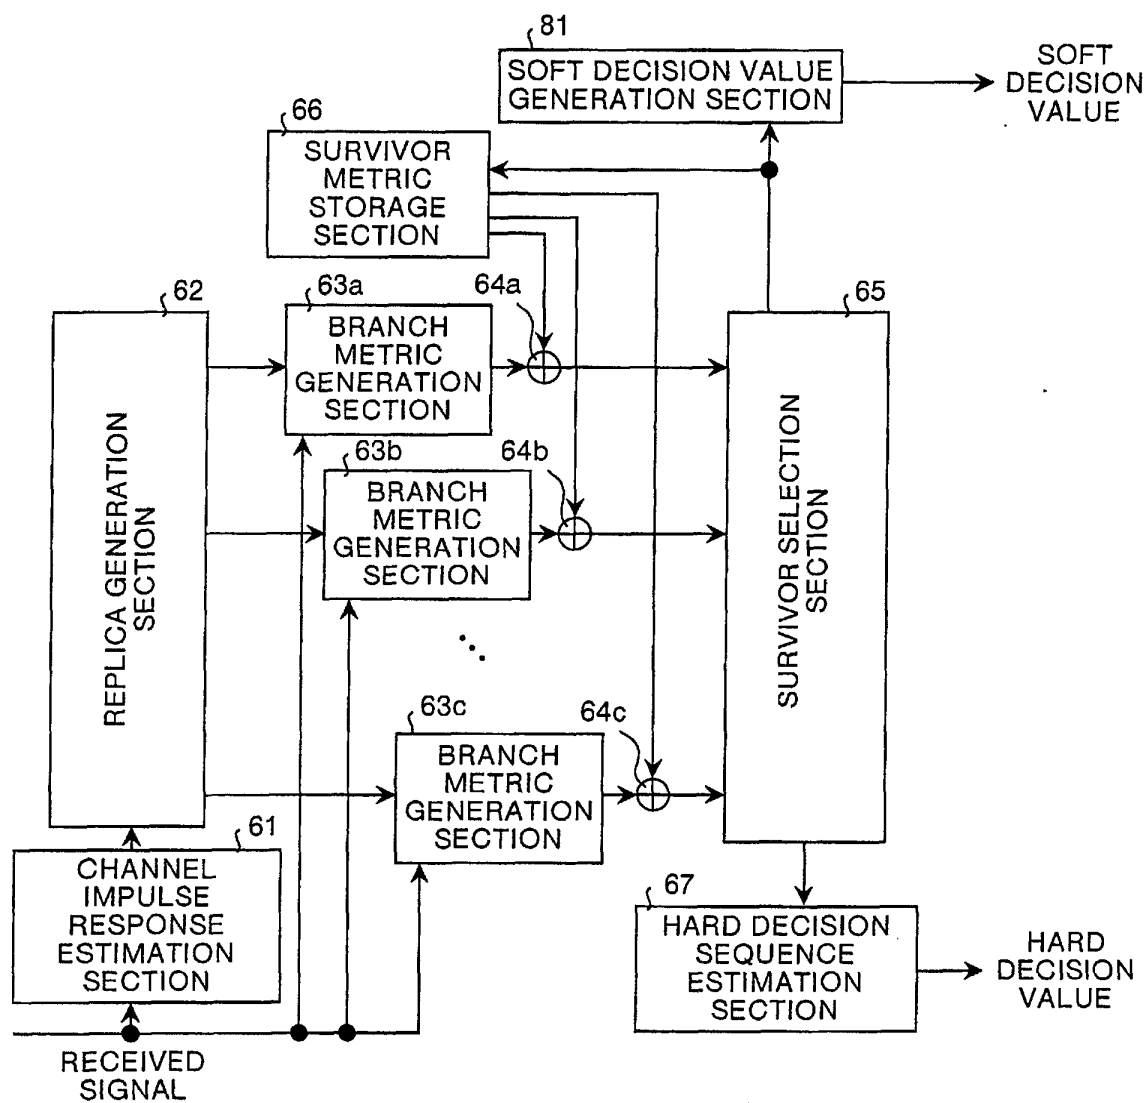 81
SOFT DECISION VALUE
GENERATION SECTION
SOFT
DECISION
VALUE
66
SURVIVOR
METRIC
STORAGE
SECTION
62
REPLICA GENERATION
SECTION
63a
BRANCH
METRIC
GENERATION
SECTION
64a
65
SURVIVOR SELECTION
SECTION
63b
BRANCH
METRIC
GENERATION
SECTION
64b
63c
BRANCH
METRIC
GENERATION
SECTION
64c
61
CHANNEL
IMPULSE
RESPONSE
ESTIMATION
SECTION
67
HARD DECISION
SEQUENCE
ESTIMATION
SECTION
HARD
DECISION
VALUE
RECEIVED
SIGNAL